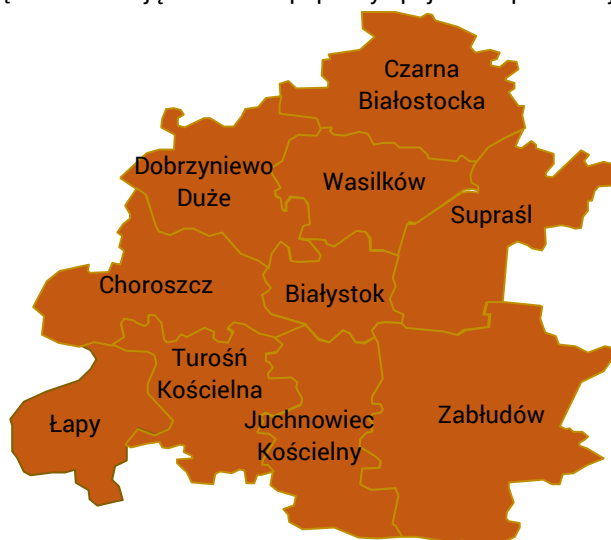 Czarna
Białostocka
Dobrzyniewo
Duże
Wasilków
Supraśl
Choroszcz
Białystok
Turośń
Kościelna
Łapy
Juchnowiec
Kościelny
Zabłudów